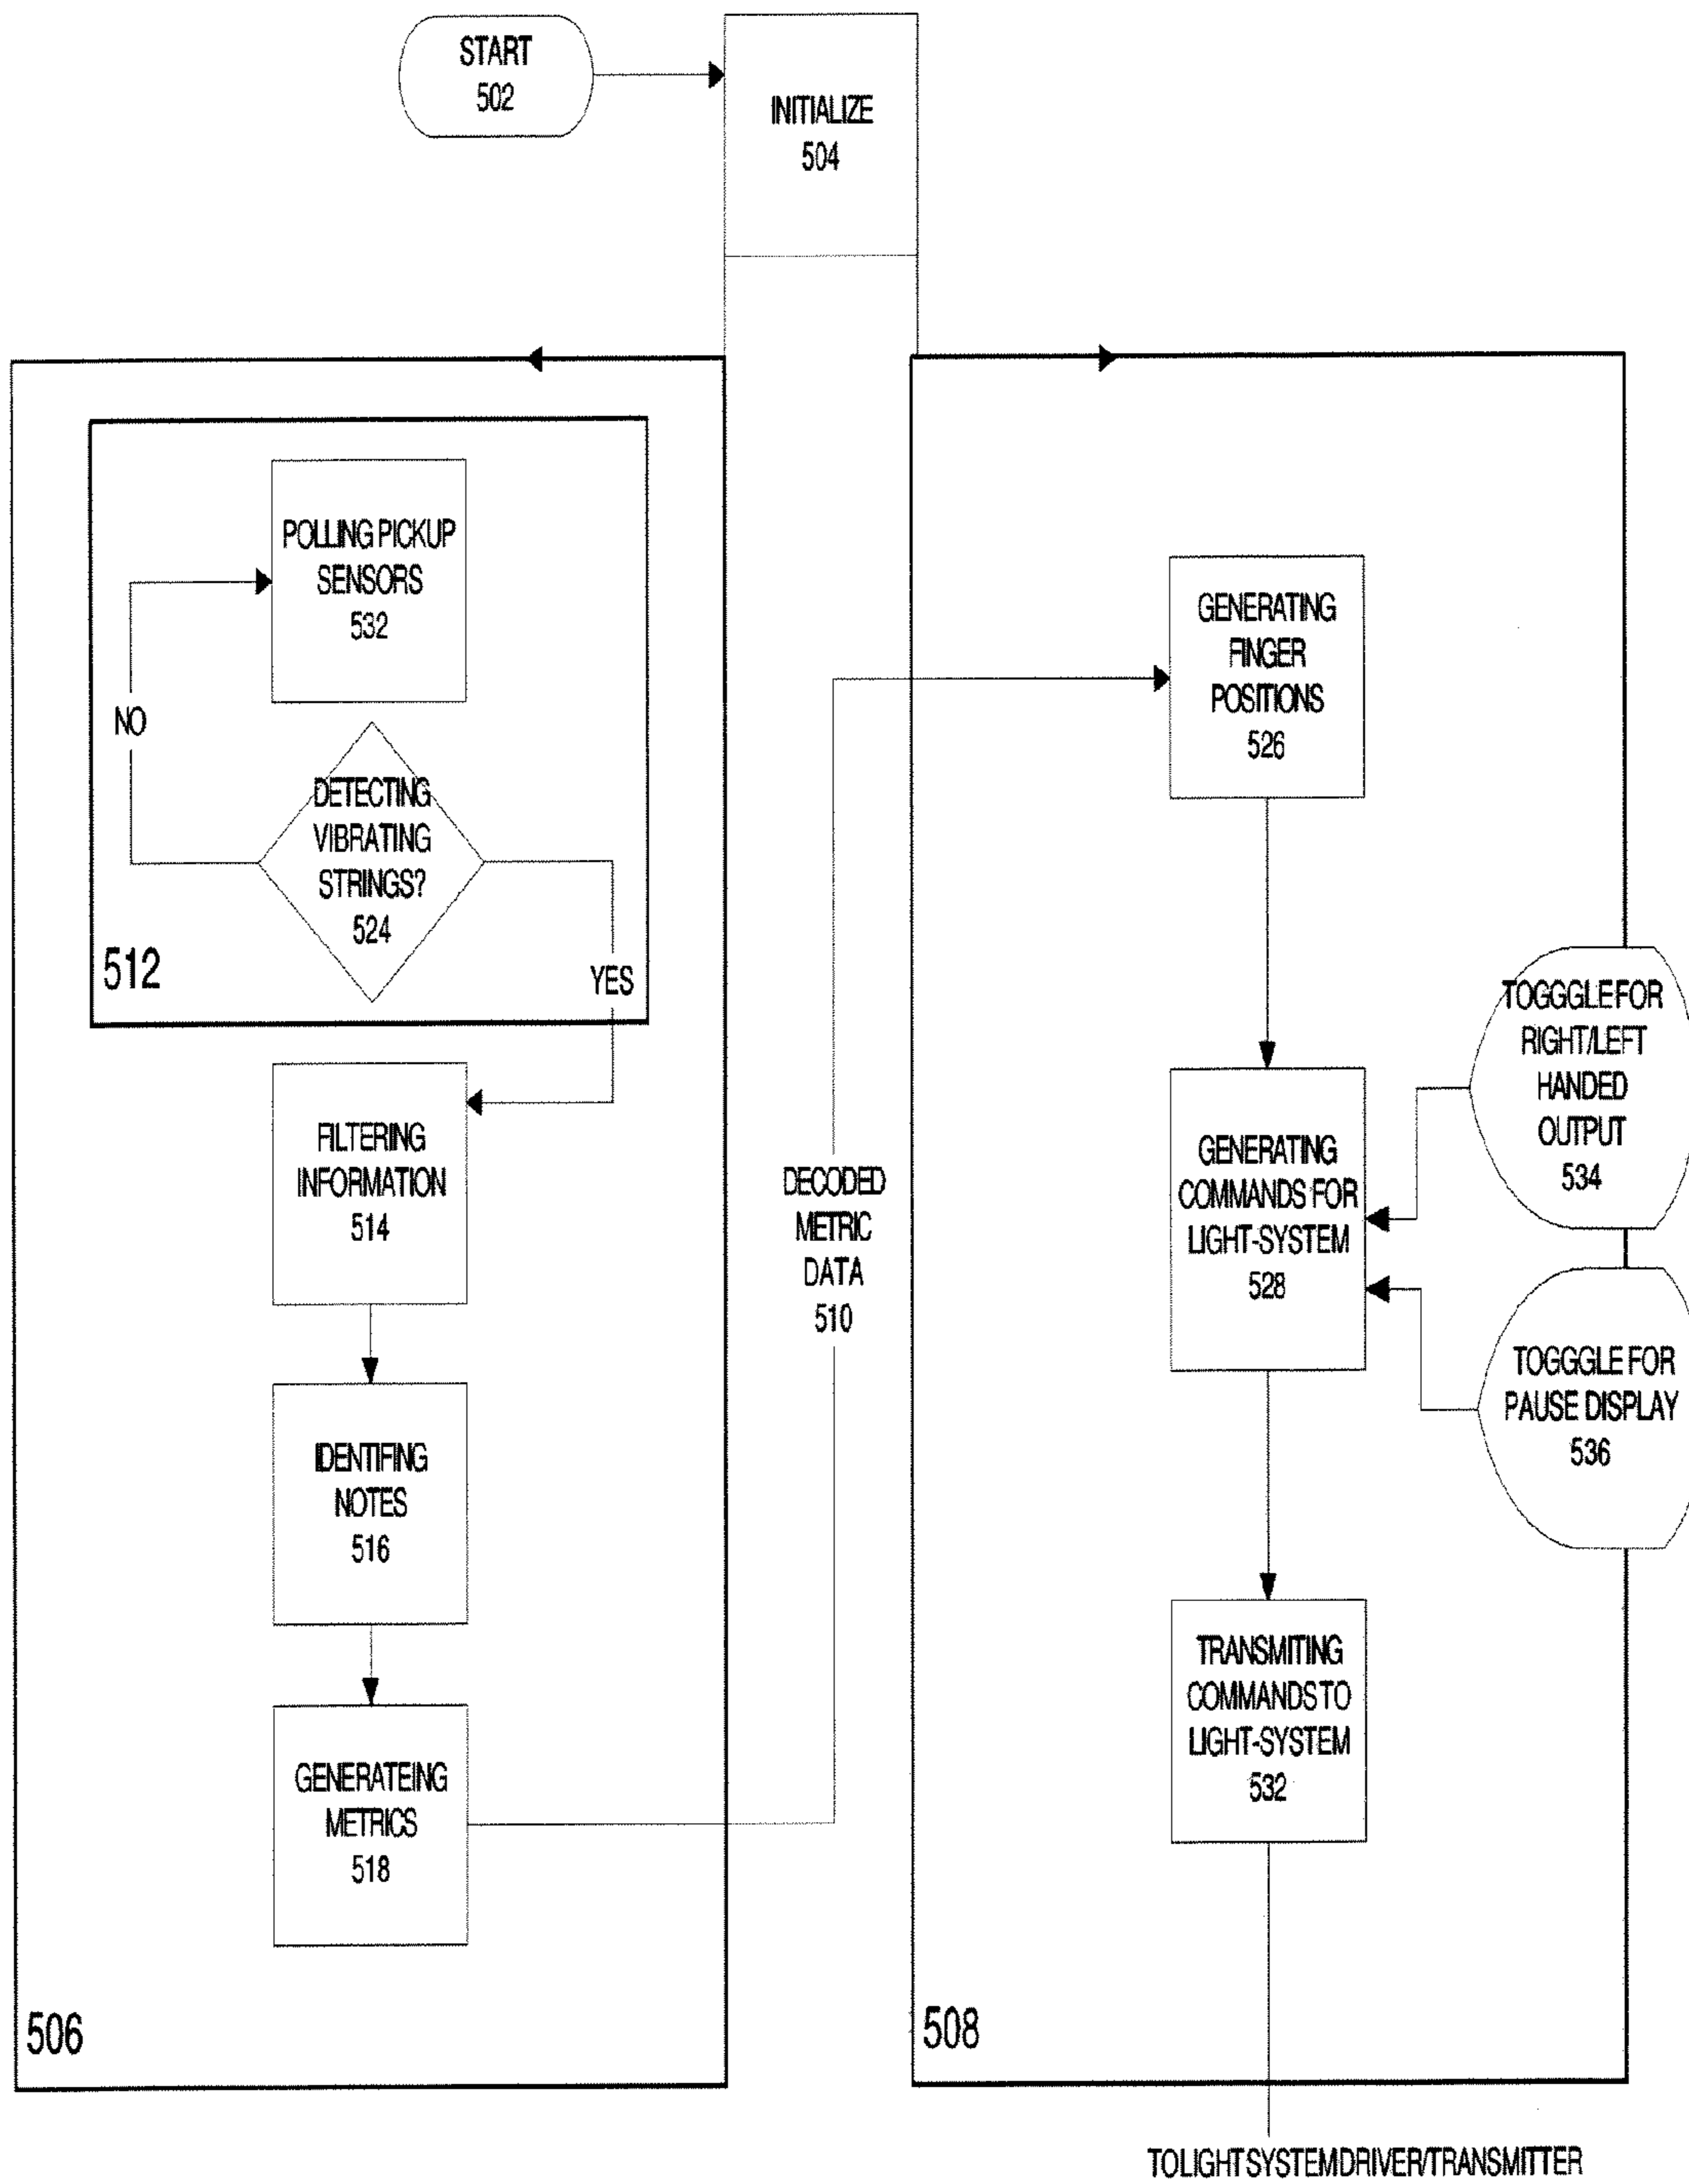 START
502
INITIALIZE
504
POLLING PICKUP
SENSORS
532
NO
DETECTING
VIBRATING
STRINGS?
524
512
YES
FILTERING
INFORMATION
514
IDENTIFING
NOTES
516
GENERATEING
METRICS
518
506
DECODED
METRIC
DATA
510
GENERATING
FINGER
POSITIONS
526
GENERATING
COMMANDS FOR
LIGHT-SYSTEM
528
TOGGGLE FOR
RIGHT/LEFT
HANDED
OUTPUT
534
TOGGGLE FOR
PAUSE DISPLAY
536
TRANSMITING
COMMANDS TO
LIGHT-SYSTEM
532
508
TO LIGHT SYSTEM DRIVER/TRANSMITTER